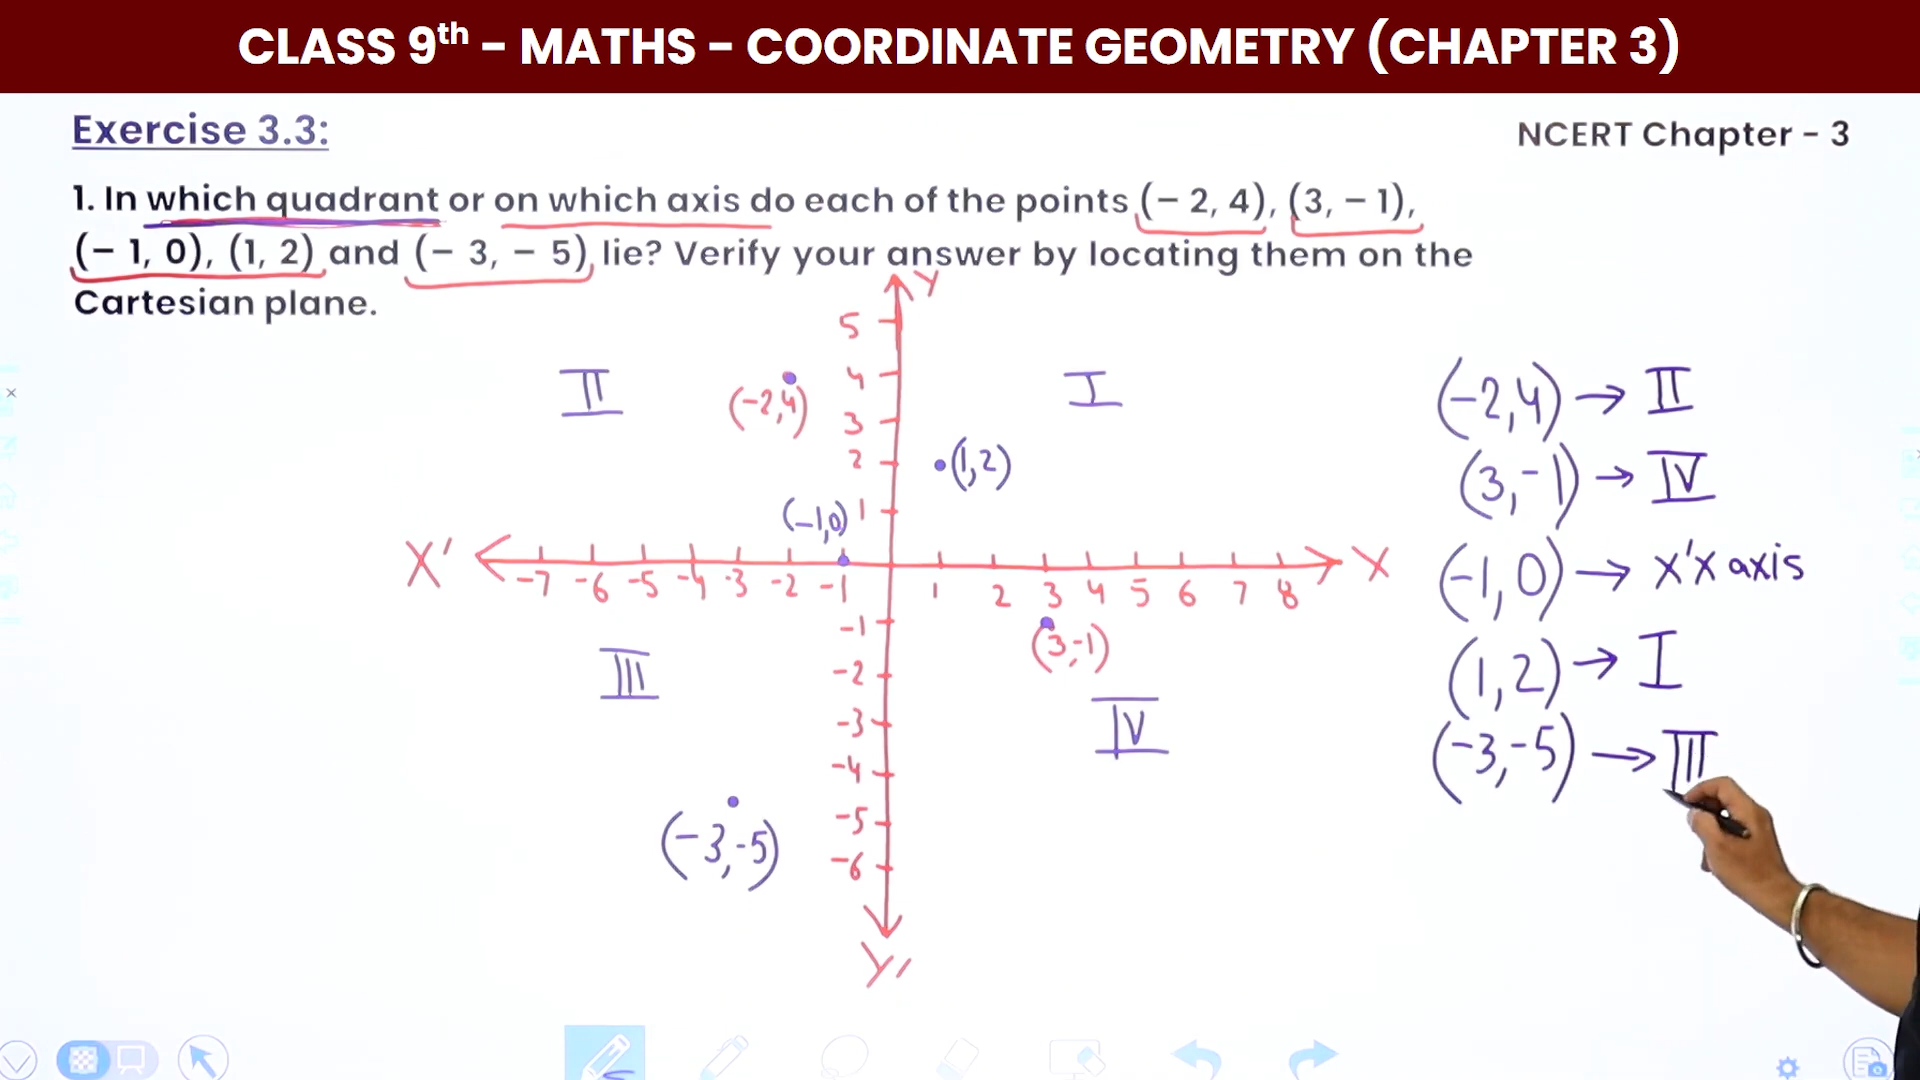 CLASS 9th - MATHS - COORDINATE GEOMETRY (CHAPTER 3)
Exercise 3.3:
NCERT Chapter - 3
1. In which quadrant or on which axis do each of the points (– 2, 4), (3, – 1),
(– 1, 0), (1, 2) and (– 3, – 5) lie? Verify your answer by locating them on the
Cartesian plane.
Y
5
4
3
2
1
II
(-2,4)
I
(1,2)
(-1,0)
X'
X
-7 -6 -5 -4 -3 -2 -1 1 2 3 4 5 6 7 8
-1
-2
-3
-4
-5
-6
(3,-1)
III
IV
(-3,-5)
Y'
(-2,4) → II
(3,-1) → IV
(-1,0) → X'X axis
(1,2) → I
(-3,-5) → III